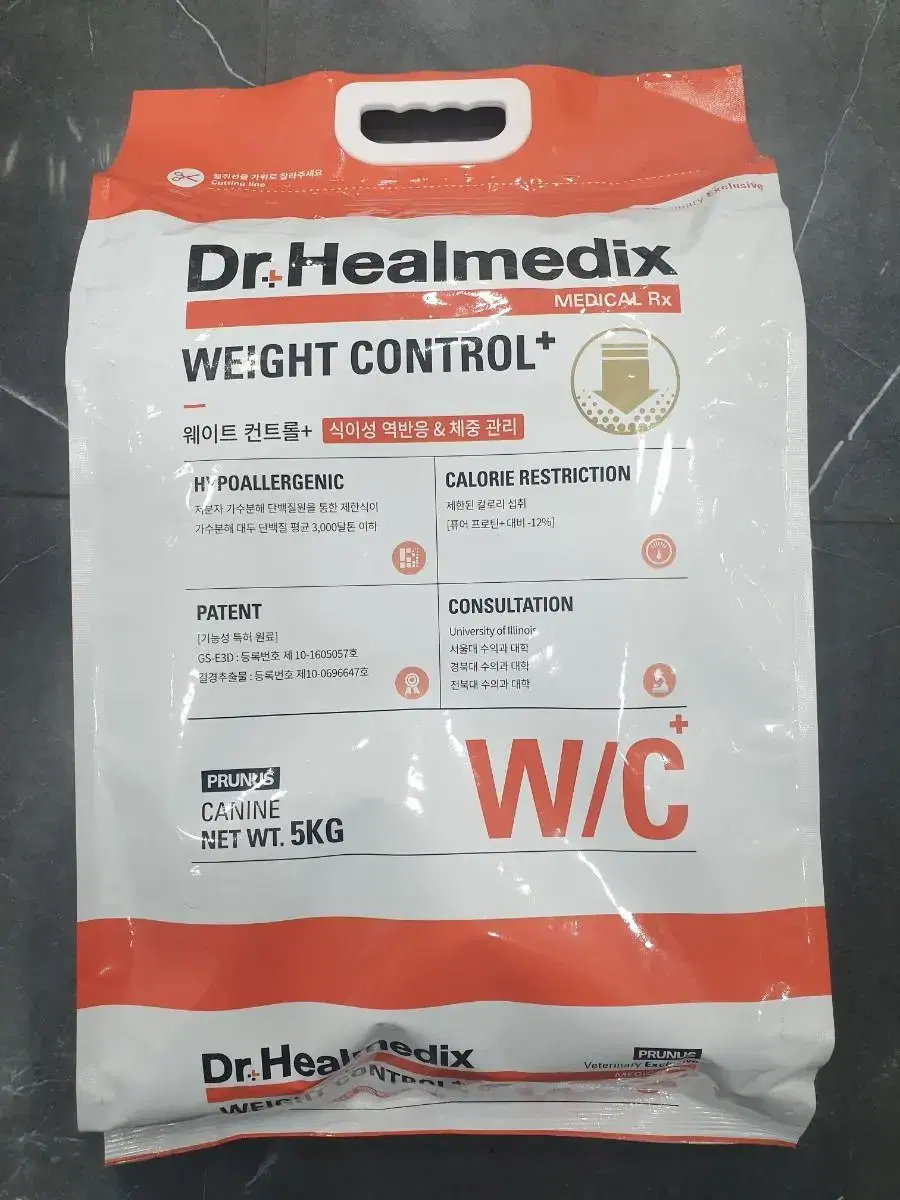 절취선을 가위로 잘라주세요
Cutting line
Exclusive
Dr.Healmedix
MEDICAL Rx
WEIGHT CONTROL+
웨이트 컨트롤+ 식이성 역반응 & 체중 관리
HYPOALLERGENIC
저분자 가수분해 단백질원을 통한 제한식이
가수분해 대두 단백질 평균 3,000달톤 이하
CALORIE RESTRICTION
제한된 칼로리 섭취
[퓨어 프로틴+ 대비 -12%]
PATENT
[기능성 특허 원료]
GS-E3D : 등록번호 제 10-1605057호
길경추출물 : 등록번호 제10-0696647호
CONSULTATION
University of Illinois
서울대 수의과 대학
경북대 수의과 대학
전북대 수의과 대학
PRUNUS
CANINE
NET WT. 5KG
W/C+
Dr.Healmedix
WEIGHT CONTROL+
PRUNUS
Veterinary